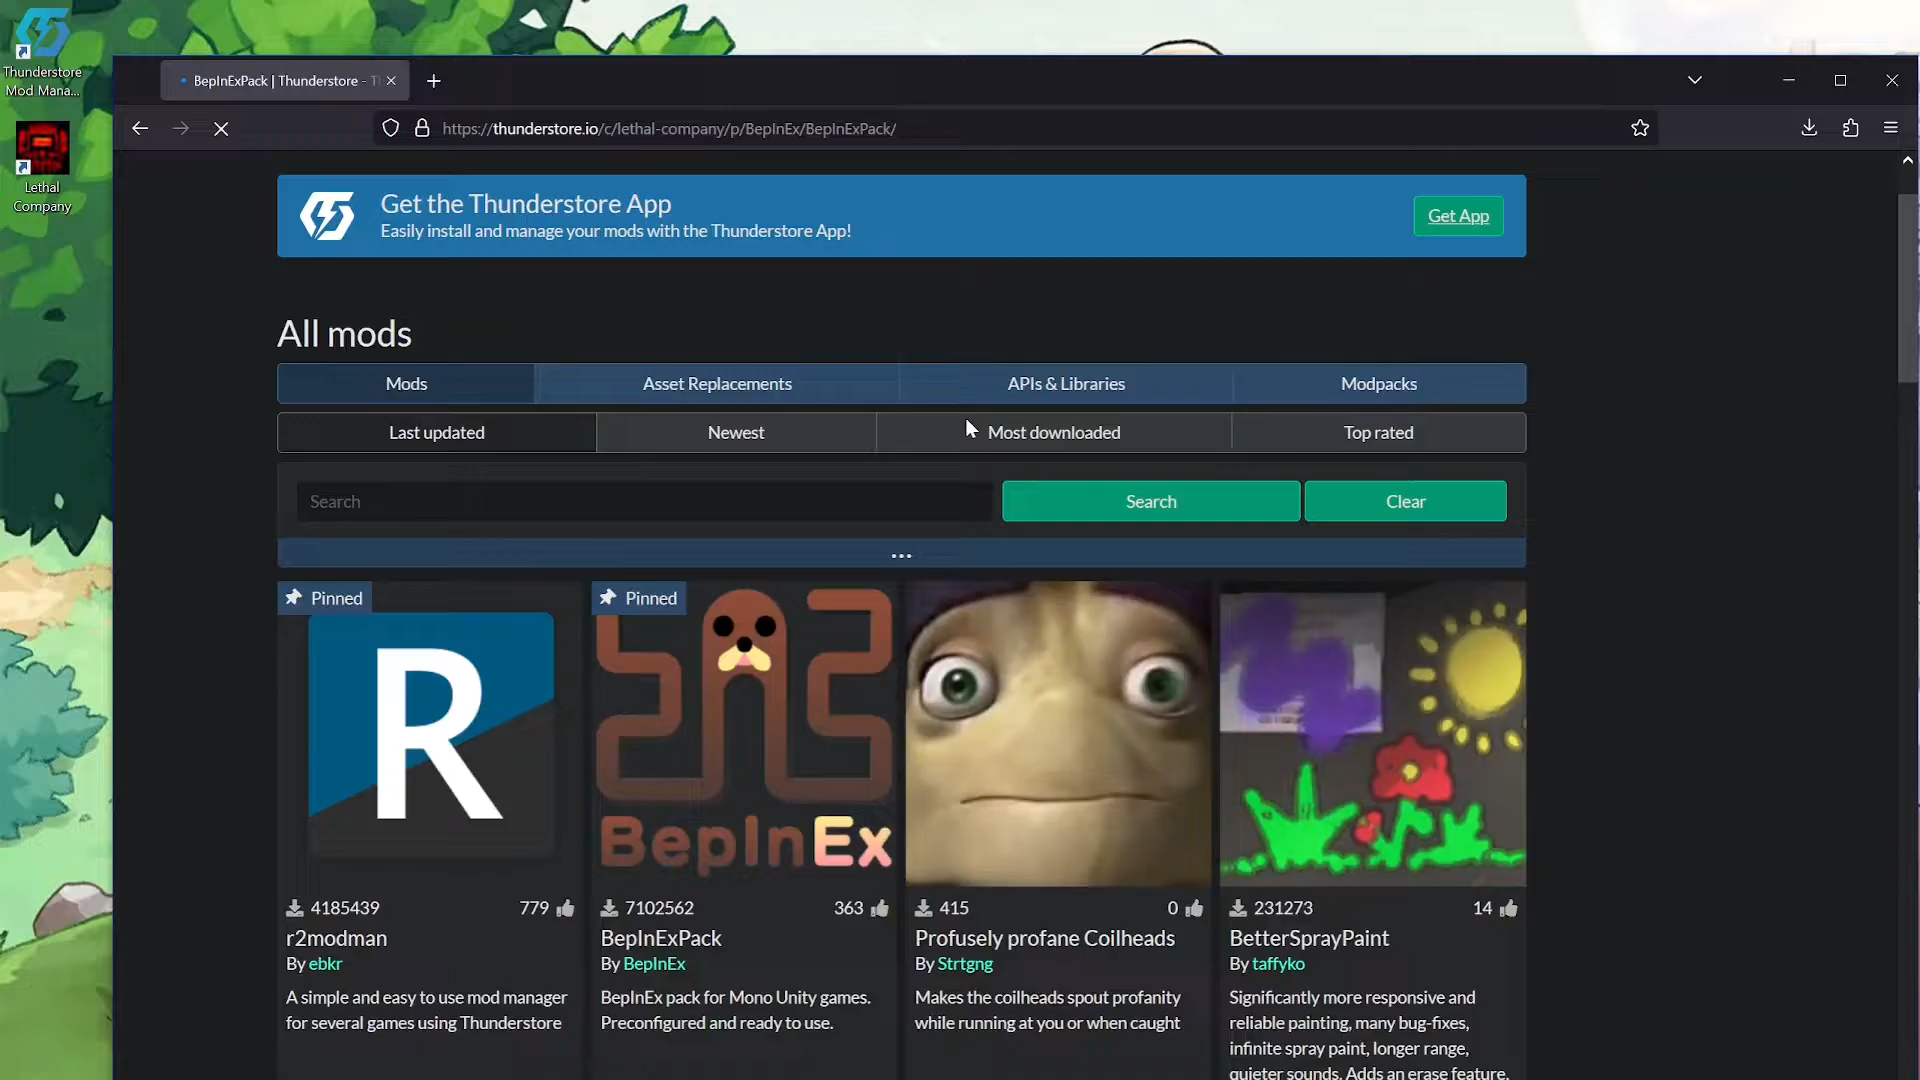 Thunderstore
Mod Mana...
Lethal
Company
BepInExPack | Thunderstore -
https://thunderstore.io/c/lethal-company/p/BepInEx/BepInExPack/
Get the Thunderstore App
Easily install and manage your mods with the Thunderstore App!
Get App
All mods
Mods
Asset Replacements
APIs & Libraries
Modpacks
Last updated
Newest
Most downloaded
Top rated
Search
Search
Clear
...
Pinned
R
4185439
779
r2modman
By ebkr
A simple and easy to use mod manager
for several games using Thunderstore
Pinned
BepInEx
7102562
363
BepInExPack
By BepInEx
BepInEx pack for Mono Unity games.
Preconfigured and ready to use.
415
0
Profusely profane Coilheads
By Strtgng
Makes the coilheads spout profanity
while running at you or when caught
231273
14
BetterSprayPaint
By taffyko
Significantly more responsive and
reliable painting, many bug-fixes,
infinite spray paint, longer range,
quieter sounds. Adds an erase feature,